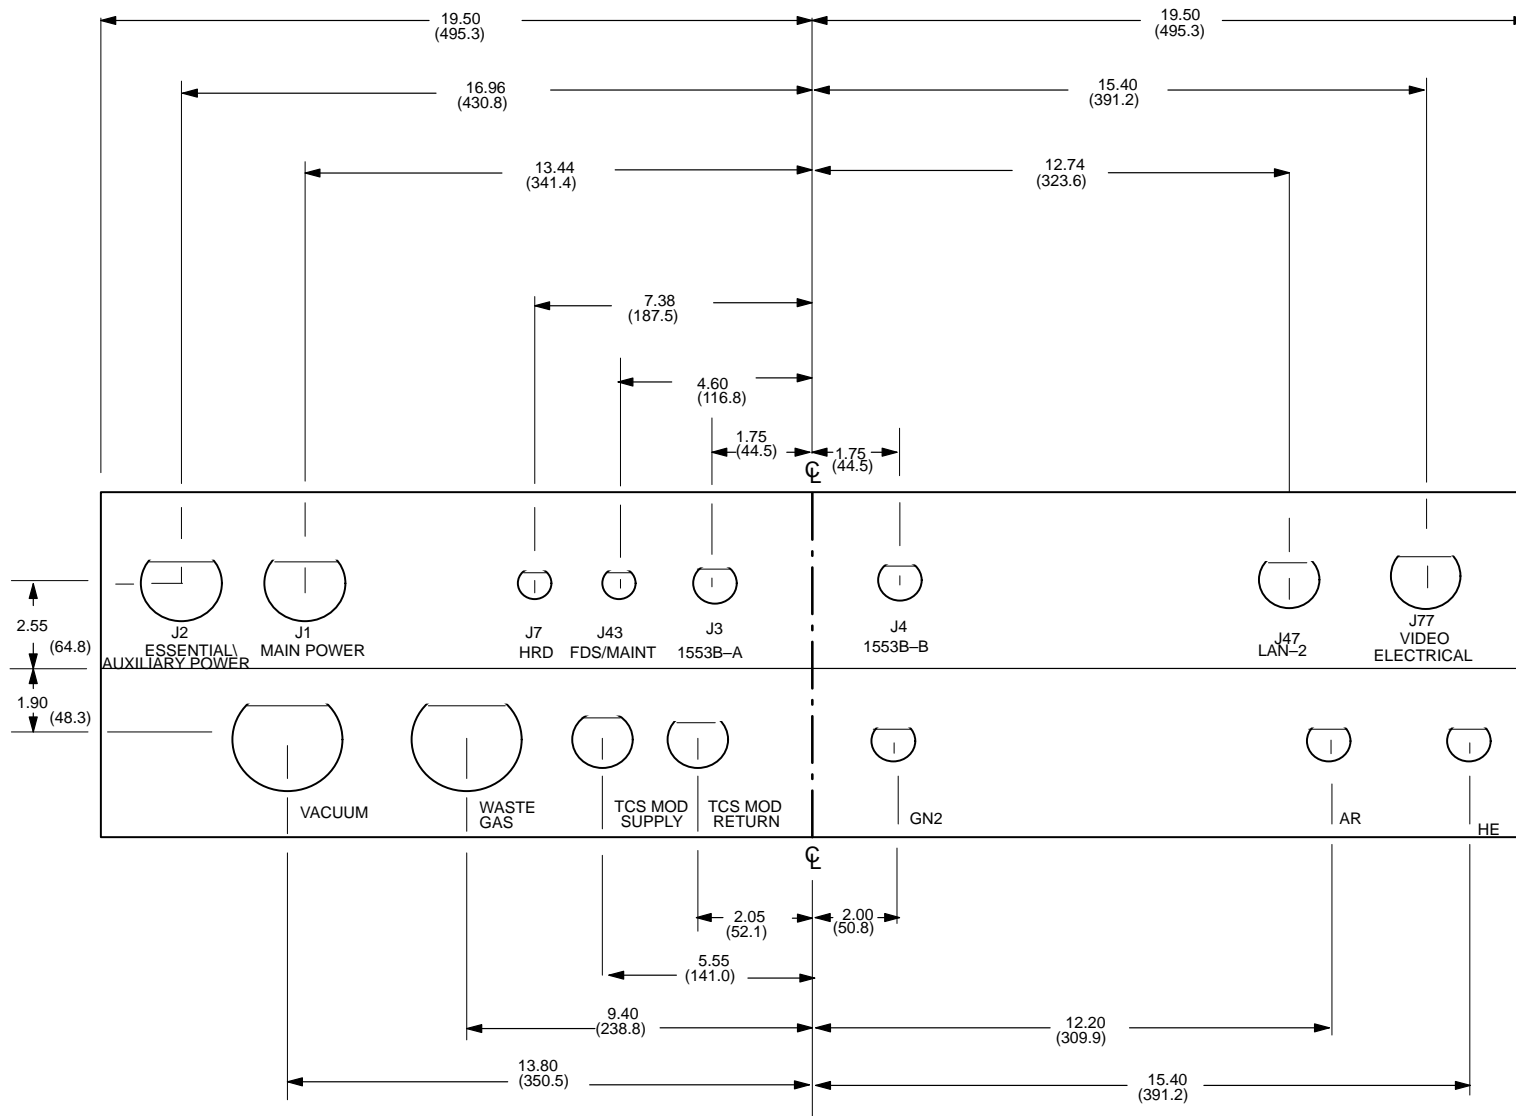 19.50
(495.3)
19.50
(495.3)
16.96
(430.8)
15.40
(391.2)
13.44
(341.4)
12.74
(323.6)
7.38
(187.5)
4.60
(116.8)
1.75
(44.5)
1.75
(44.5)
℄
2.55
(64.8)
J2
ESSENTIAL\
AUXILIARY POWER
J1
MAIN POWER
J7
HRD
J43
FDS/MAINT
J3
1553B–A
J4
1553B–B
J47
LAN–2
J77
VIDEO
ELECTRICAL
1.90
(48.3)
VACUUM
WASTE
GAS
TCS MOD
SUPPLY
TCS MOD
RETURN
GN2
AR
HE
℄
2.05
(52.1)
2.00
(50.8)
5.55
(141.0)
9.40
(238.8)
12.20
(309.9)
13.80
(350.5)
15.40
(391.2)